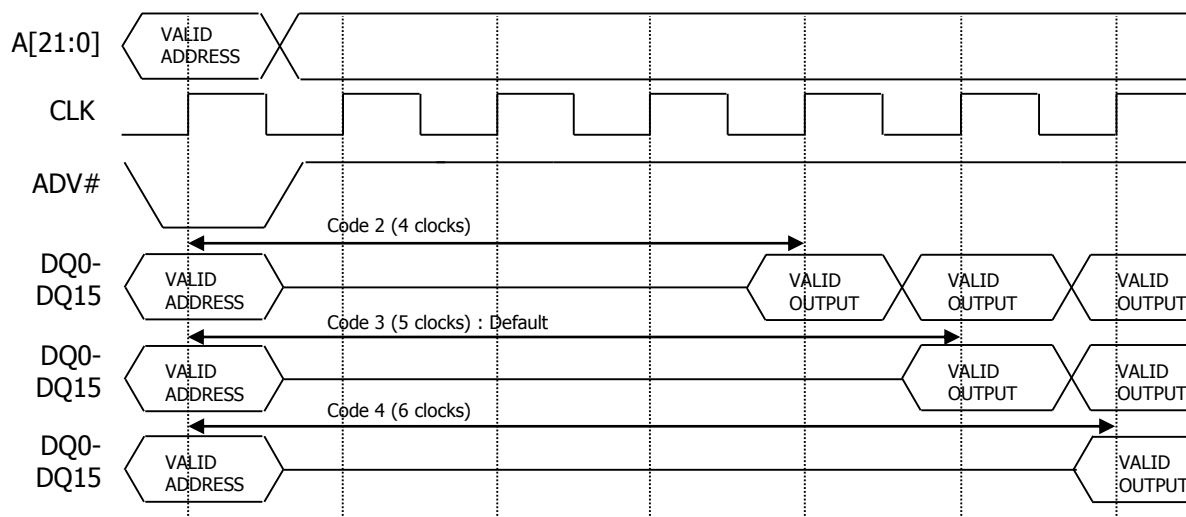 A[21:0]
VALID
ADDRESS
CLK
ADV#
Code 2 (4 clocks)
DQ0-
DQ15
VALID
ADDRESS
VALID
OUTPUT
VALID
OUTPUT
VALID
OUTPUT
Code 3 (5 clocks) : Default
DQ0-
DQ15
VALID
ADDRESS
VALID
OUTPUT
VALID
OUTPUT
Code 4 (6 clocks)
DQ0-
DQ15
VALID
ADDRESS
VALID
OUTPUT